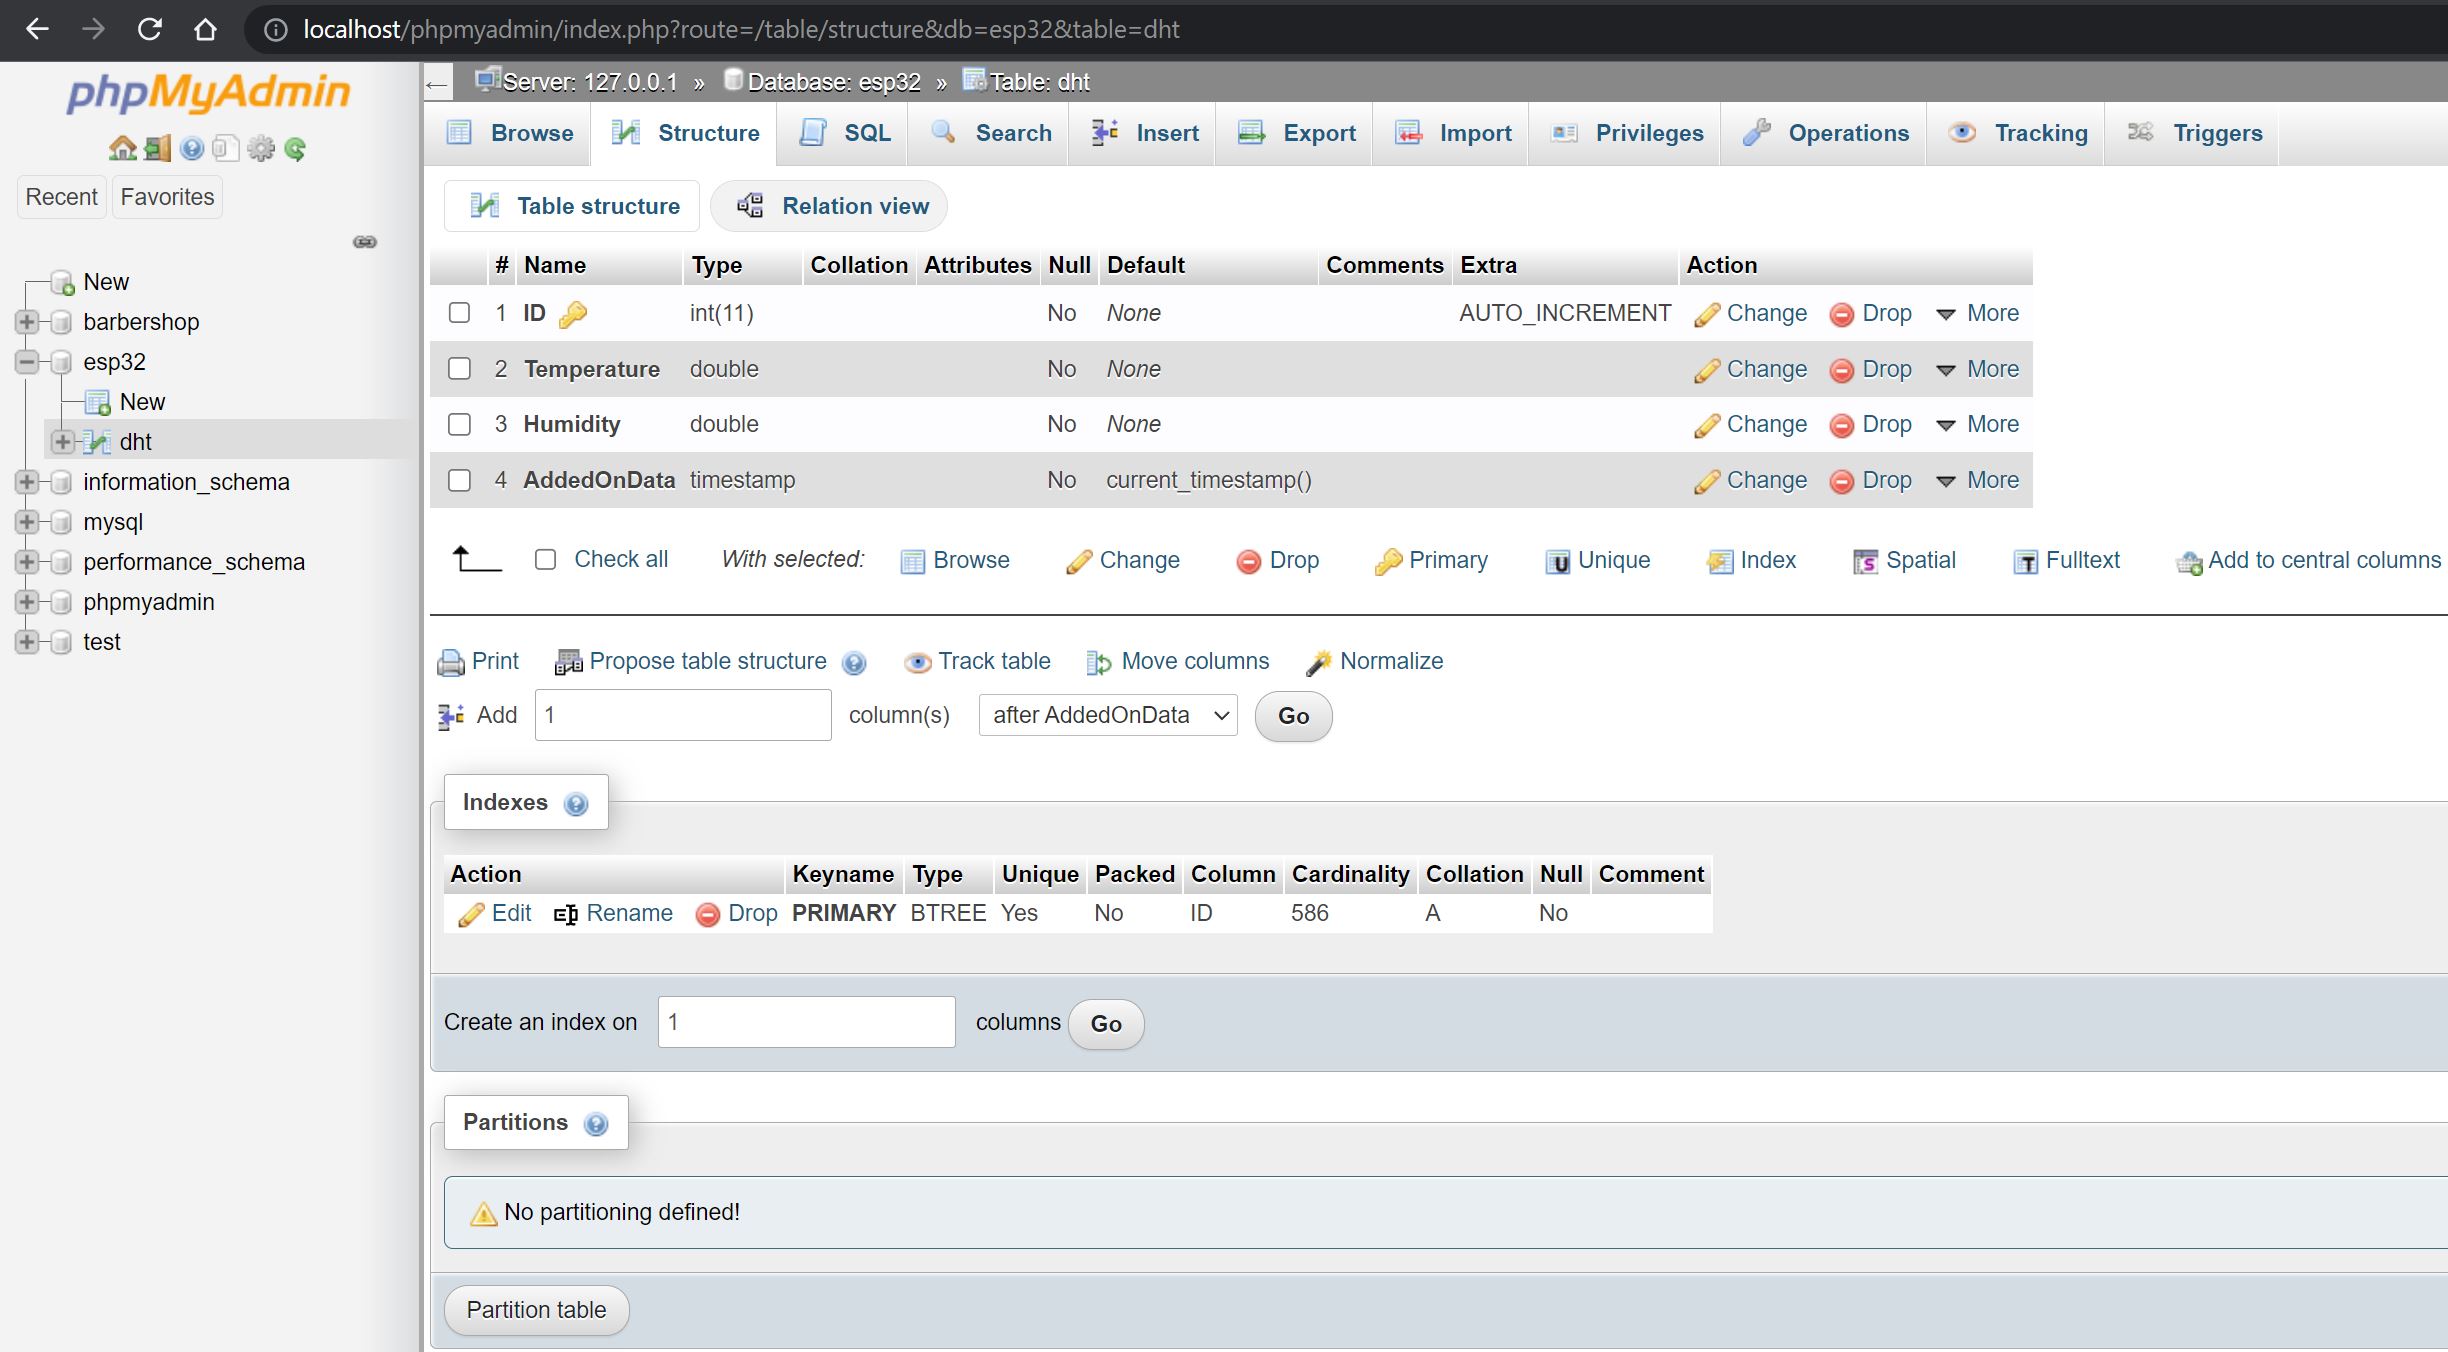 localhost/phpmyadmin/index.php?route=/table/structure&db=esp32&table=dht
phpMyAdmin
Recent Favorites
New
barbershop
esp32
New
dht
information_schema
mysql
performance_schema
phpmyadmin
test
← Server: 127.0.0.1 » Database: esp32 » Table: dht
Browse Structure SQL Search Insert Export Import Privileges Operations Tracking Triggers
Table structure Relation view
# Name Type Collation Attributes Null Default Comments Extra Action
1 ID int(11) No None AUTO_INCREMENT Change Drop More
2 Temperature double No None Change Drop More
3 Humidity double No None Change Drop More
4 AddedOnData timestamp No current_timestamp() Change Drop More
Check all With selected: Browse Change Drop Primary Unique Index Spatial Fulltext Add to central columns
Print Propose table structure Track table Move columns Normalize
Add 1 column(s) after AddedOnData Go
Indexes
Action Keyname Type Unique Packed Column Cardinality Collation Null Comment
Edit Rename Drop PRIMARY BTREE Yes No ID 586 A No
Create an index on 1 columns Go
Partitions
No partitioning defined!
Partition table